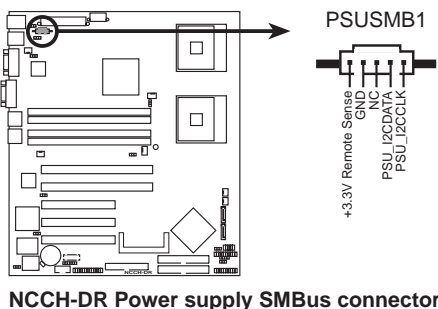 PSUSMB1
+3.3V Remote Sense
GND
NC
PSU_I2CDATA
PSU_I2CCLK
NCCH-DR
NCCH-DR Power supply SMBus connector